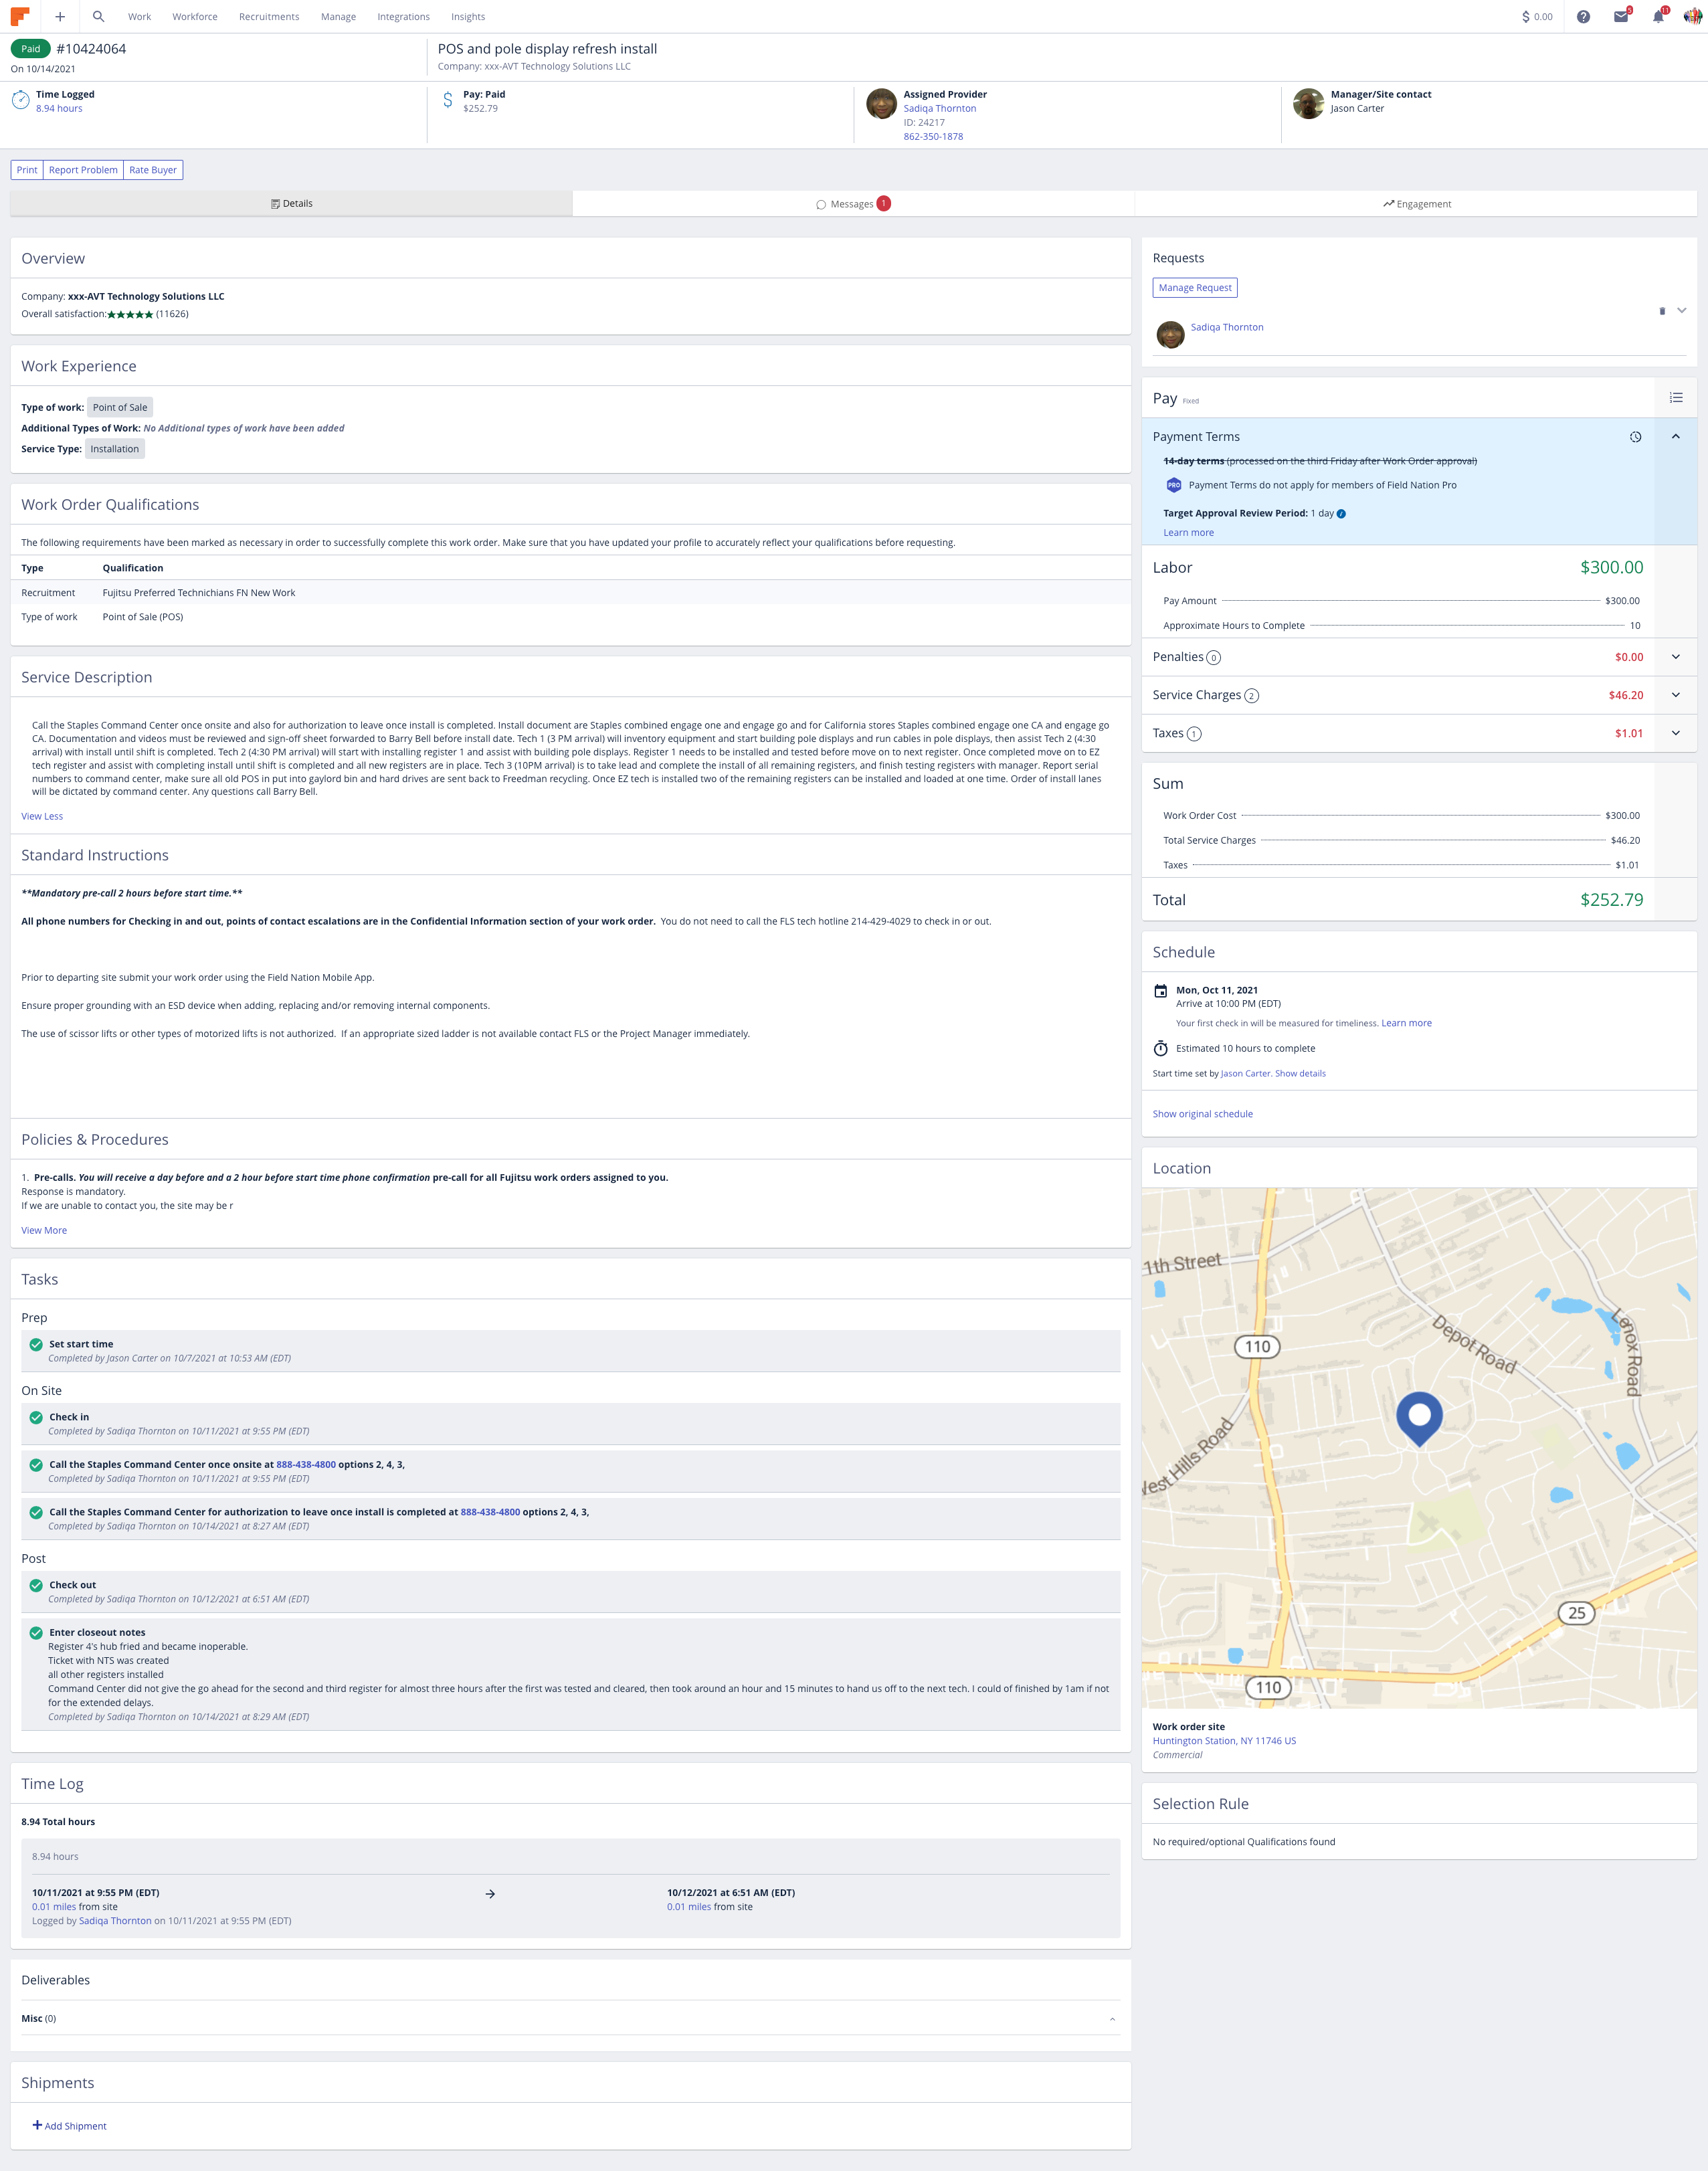 Work Workforce Recruitments Manage Integrations Insights
$ 0.00
5
11
Paid #10424064
On 10/14/2021
POS and pole display refresh install
Company: xxx-AVT Technology Solutions LLC
Time Logged
8.94 hours
Pay: Paid
$252.79
Assigned Provider
Sadiqa Thornton
ID: 24217
862-350-1878
Manager/Site contact
Jason Carter
Print Report Problem Rate Buyer
Details
Messages 1
Engagement
Overview
Company: xxx-AVT Technology Solutions LLC
Overall satisfaction:★★★★★ (11626)
Work Experience
Type of work: Point of Sale
Additional Types of Work: No Additional types of work have been added
Service Type: Installation
Work Order Qualifications
The following requirements have been marked as necessary in order to successfully complete this work order. Make sure that you have updated your profile to accurately reflect your qualifications before requesting.
Type Qualification
Recruitment Fujitsu Preferred Technichians FN New Work
Type of work Point of Sale (POS)
Service Description
Call the Staples Command Center once onsite and also for authorization to leave once install is completed. Install document are Staples combined engage one and engage go and for California stores Staples combined engage one CA and engage go
CA. Documentation and videos must be reviewed and sign-off sheet forwarded to Barry Bell before install date. Tech 1 (3 PM arrival) will inventory equipment and start building pole displays and run cables in pole displays, then assist Tech 2 (4:30
arrival) with install until shift is completed. Tech 2 (4:30 PM arrival) will start with installing register 1 and assist with building pole displays. Register 1 needs to be installed and tested before move on to next register. Once completed move on to EZ
tech register and assist with completing install until shift is completed and all new registers are in place. Tech 3 (10PM arrival) is to take lead and complete the install of all remaining registers, and finish testing registers with manager. Report serial
numbers to command center, make sure all old POS in put into gaylord bin and hard drives are sent back to Freedman recycling. Once EZ tech is installed two of the remaining registers can be installed and loaded at one time. Order of install lanes
will be dictated by command center. Any questions call Barry Bell.
View Less
Standard Instructions
**Mandatory pre-call 2 hours before start time.**
All phone numbers for Checking in and out, points of contact escalations are in the Confidential Information section of your work order. You do not need to call the FLS tech hotline 214-429-4029 to check in or out.
Prior to departing site submit your work order using the Field Nation Mobile App.
Ensure proper grounding with an ESD device when adding, replacing and/or removing internal components.
The use of scissor lifts or other types of motorized lifts is not authorized. If an appropriate sized ladder is not available contact FLS or the Project Manager immediately.
Policies & Procedures
1. Pre-calls. You will receive a day before and a 2 hour before start time phone confirmation pre-call for all Fujitsu work orders assigned to you.
Response is mandatory.
If we are unable to contact you, the site may be r
View More
Tasks
Prep
Set start time
Completed by Jason Carter on 10/7/2021 at 10:53 AM (EDT)
On Site
Check in
Completed by Sadiqa Thornton on 10/11/2021 at 9:55 PM (EDT)
Call the Staples Command Center once onsite at 888-438-4800 options 2, 4, 3,
Completed by Sadiqa Thornton on 10/11/2021 at 9:55 PM (EDT)
Call the Staples Command Center for authorization to leave once install is completed at 888-438-4800 options 2, 4, 3,
Completed by Sadiqa Thornton on 10/14/2021 at 8:27 AM (EDT)
Post
Check out
Completed by Sadiqa Thornton on 10/12/2021 at 6:51 AM (EDT)
Enter closeout notes
Register 4's hub fried and became inoperable.
Ticket with NTS was created
all other registers installed
Command Center did not give the go ahead for the second and third register for almost three hours after the first was tested and cleared, then took around an hour and 15 minutes to hand us off to the next tech. I could of finished by 1am if not
for the extended delays.
Completed by Sadiqa Thornton on 10/14/2021 at 8:29 AM (EDT)
Time Log
8.94 Total hours
8.94 hours
10/11/2021 at 9:55 PM (EDT) → 10/12/2021 at 6:51 AM (EDT)
0.01 miles from site 0.01 miles from site
Logged by Sadiqa Thornton on 10/11/2021 at 9:55 PM (EDT)
Deliverables
Misc (0)
Shipments
+ Add Shipment
Requests
Manage Request
Sadiqa Thornton
Pay Fixed
Payment Terms
14-day terms (processed on the third Friday after Work Order approval)
PRO Payment Terms do not apply for members of Field Nation Pro
Target Approval Review Period: 1 day
Learn more
Labor $300.00
Pay Amount $300.00
Approximate Hours to Complete 10
Penalties 0 $0.00
Service Charges 2 $46.20
Taxes 1 $1.01
Sum
Work Order Cost $300.00
Total Service Charges $46.20
Taxes $1.01
Total $252.79
Schedule
Mon, Oct 11, 2021
Arrive at 10:00 PM (EDT)
Your first check in will be measured for timeliness. Learn more
Estimated 10 hours to complete
Start time set by Jason Carter. Show details
Show original schedule
Location
1th Street
110
Depot Road
Lenox Road
West Hills Road
25
110
Work order site
Huntington Station, NY 11746 US
Commercial
Selection Rule
No required/optional Qualifications found